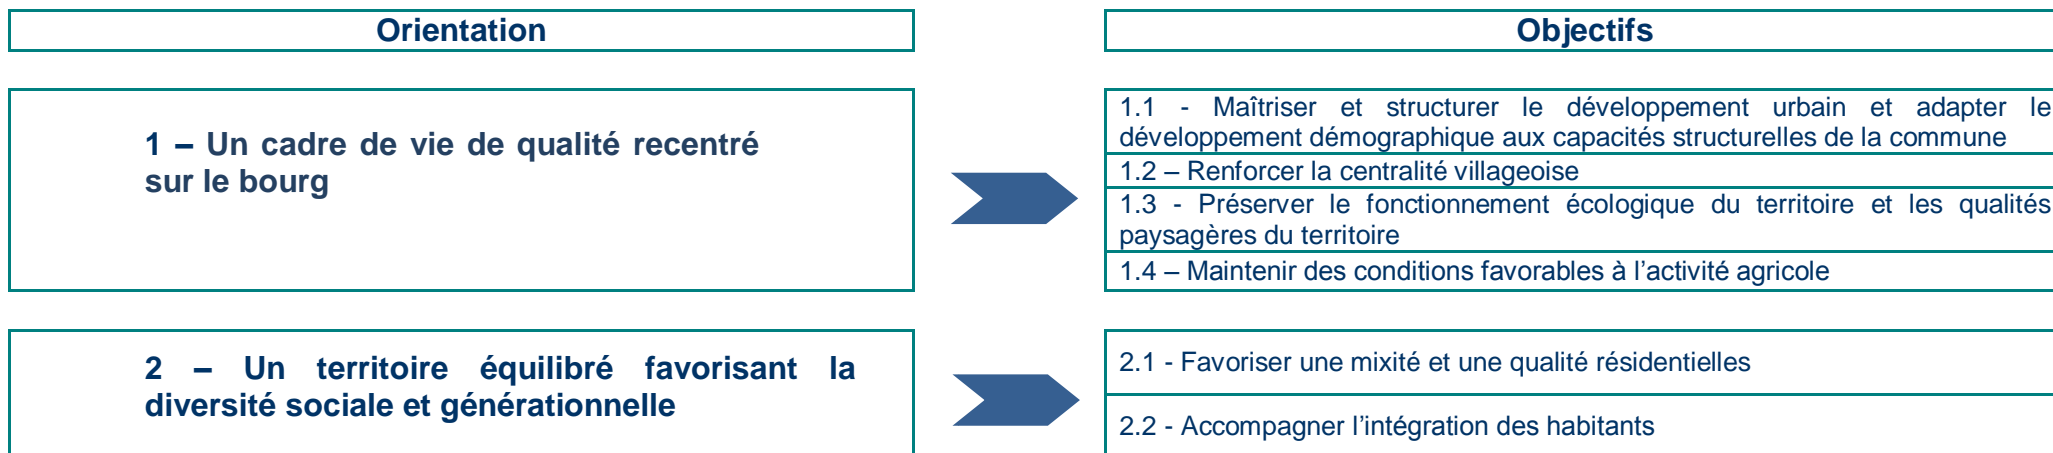 Orientation
Objectifs
1 – Un cadre de vie de qualité recentré
sur le bourg
1.1 - Maîtriser et structurer le développement urbain et adapter le
développement démographique aux capacités structurelles de la commune
1.2 – Renforcer la centralité villageoise
1.3 - Préserver le fonctionnement écologique du territoire et les qualités
paysagères du territoire
1.4 – Maintenir des conditions favorables à l’activité agricole
2 – Un territoire équilibré favorisant la
diversité sociale et générationnelle
2.1 - Favoriser une mixité et une qualité résidentielles
2.2 - Accompagner l’intégration des habitants